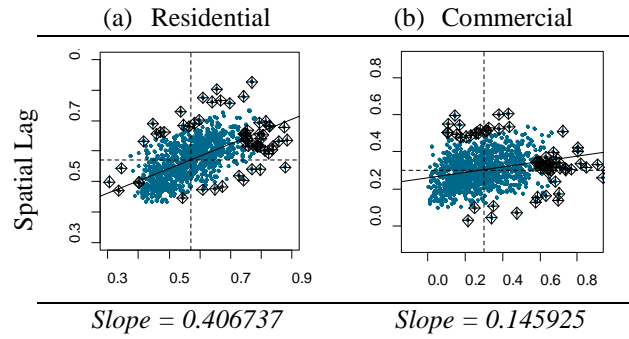 (a) Residential
(b) Commercial
Spatial Lag
0.
0.7
0.5
0.3
0.3 0.5 0.7 0.9
0.8
0.6
0.4
0.2
0.0
0.0 0.2 0.4 0.6 0.8
Slope = 0.406737
Slope = 0.145925